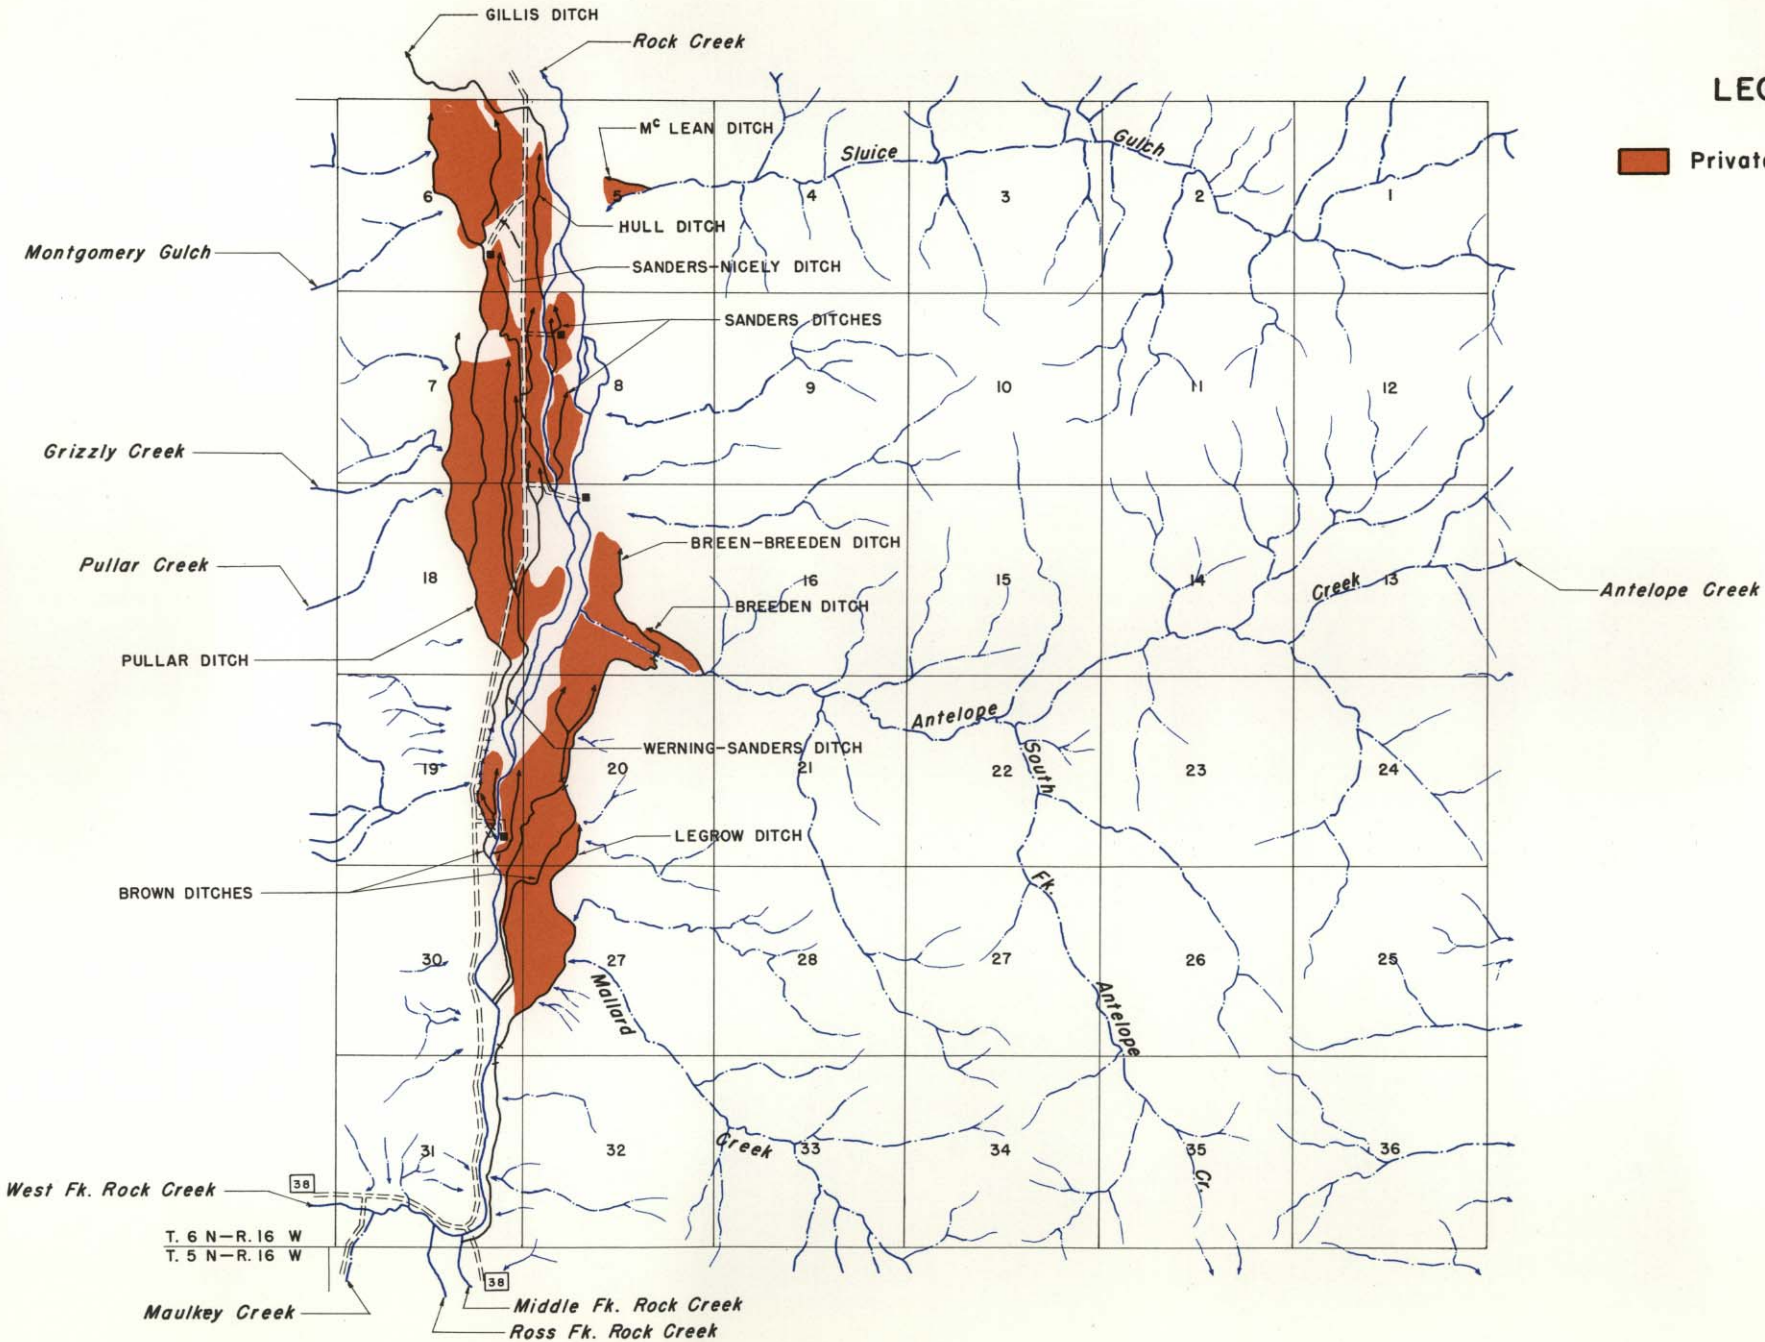 GILLIS DITCH
Rock Creek
LEG
Mc LEAN DITCH
Sluice
Gulch
Private
6
5
4
3
2
1
HULL DITCH
Montgomery Gulch
SANDERS-NICELY DITCH
SANDERS DITCHES
7
8
9
10
11
12
Grizzly Creek
BREEN-BREEDEN DITCH
Pullar Creek
18
16
15
14
13
Creek
Antelope Creek
BREEDEN DITCH
PULLAR DITCH
Antelope
WERNING-SANDERS DITCH
South
19
20
21
22
23
24
LEGROW DITCH
Fk.
BROWN DITCHES
30
27
28
27
26
25
Mallard
Antelope
Creek
31
32
33
34
35
36
Cr.
38
West Fk. Rock Creek
T. 6 N-R. 16 W
T. 5 N-R. 16 W
38
Maulkey Creek
Middle Fk. Rock Creek
Ross Fk. Rock Creek